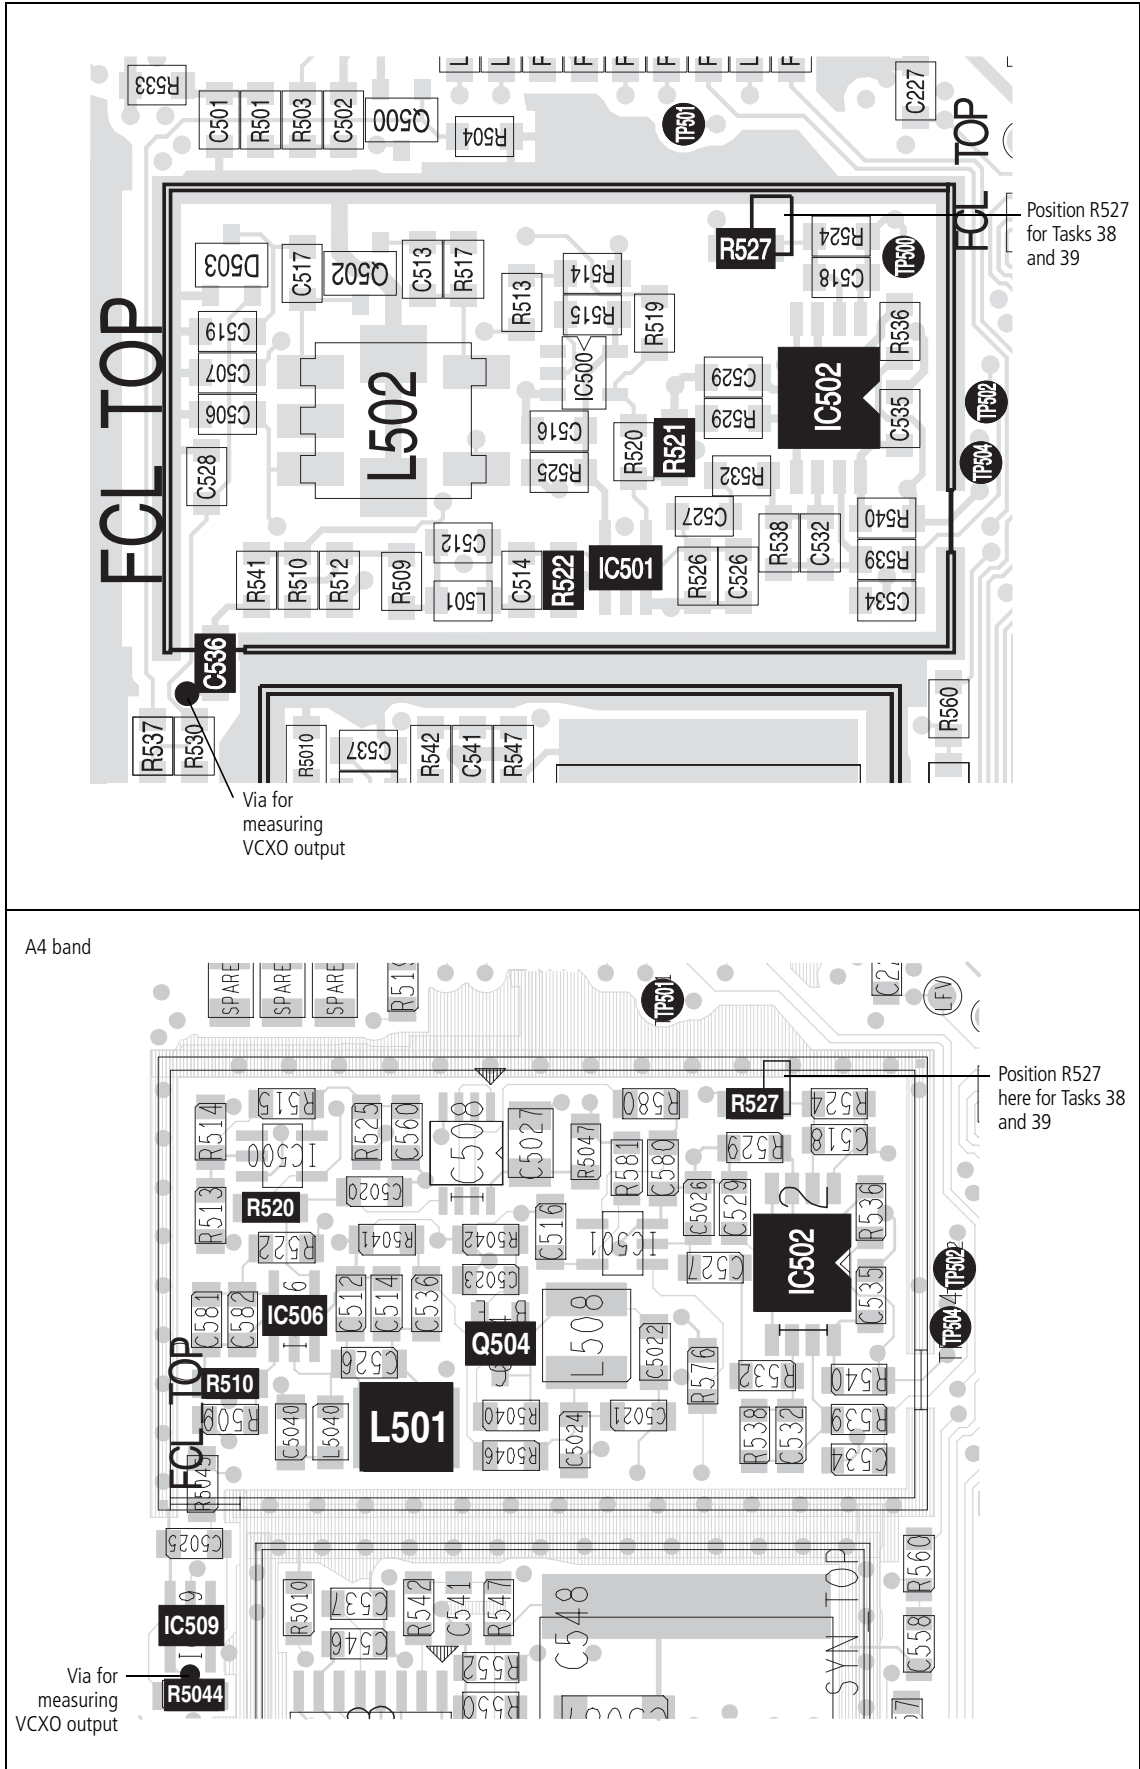 R533
C501
R501
R503
C502
Q500
R504
TP501
C227
FCL TOP
Position R527
for Tasks 38
and 39
R527
R524
TP500
C518
D503
C517
Q502
C513
R517
R513
R514
R515
R519
R536
FCL TOP
C519
C507
C506
L502
IC500
C529
R529
IC502
C535
TP502
TP504
C528
C516
R525
R520
R521
R532
C527
C512
R541
R510
R512
R509
L501
C514
R522
IC501
R526
C526
R538
C532
R540
R539
C534
C536
R537
R530
R5010
C537
R542
C541
R547
R560
Via for
measuring
VCXO output
A4 band
SPARE
SPARE
SPARE
TP501
LFV
Position R527
here for Tasks 38
and 39
R527
R514
R515
IC500
R525
C560
IC508
C5027
R5047
R580
R581
C580
R524
C518
R529
R513
R520
R522
C5020
R5041
R5042
C516
IC501
C5026
C529
IC502
2
R536
C527
C535
TP502
TP504
C5023
C581
C582
IC506
6
C512
C514
C536
Q504
L508
C5022
R576
C526
R510
R509
FCL TOP
R532
R540
C5040
L5040
L501
R5040
R5046
C5024
C5021
R538
C532
R539
C534
R5045
C5025
R560
IC509
9
R5010
C537
C546
R542
C541
R547
C548
SYN TOP
C558
R552
R550
Via for
measuring
VCXO output
R5044